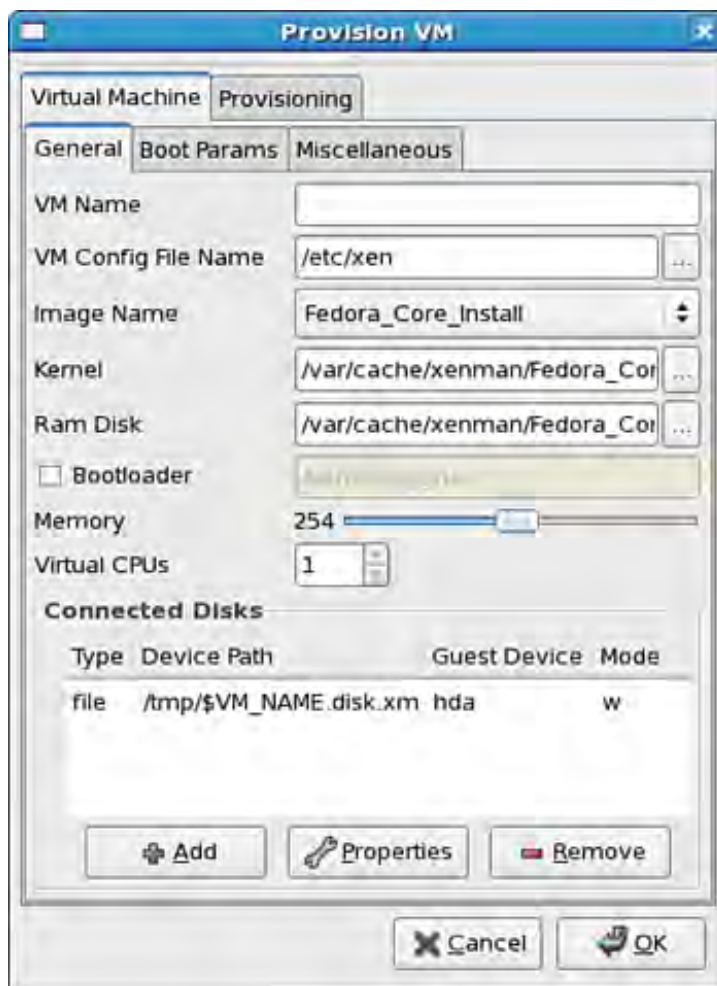 Provision VM
Virtual Machine Provisioning
General Boot Params Miscellaneous
VM Name
VM Config File Name /etc/xen ...
Image Name Fedora_Core_Install
Kernel /var/cache/xenman/Fedora_Cor ...
Ram Disk /var/cache/xenman/Fedora_Cor ...
Bootloader
Memory 254
Virtual CPUs 1
Connected Disks
Type Device Path Guest Device Mode
file /tmp/$VM_NAME.disk.xm hda w
Add Properties Remove
Cancel OK